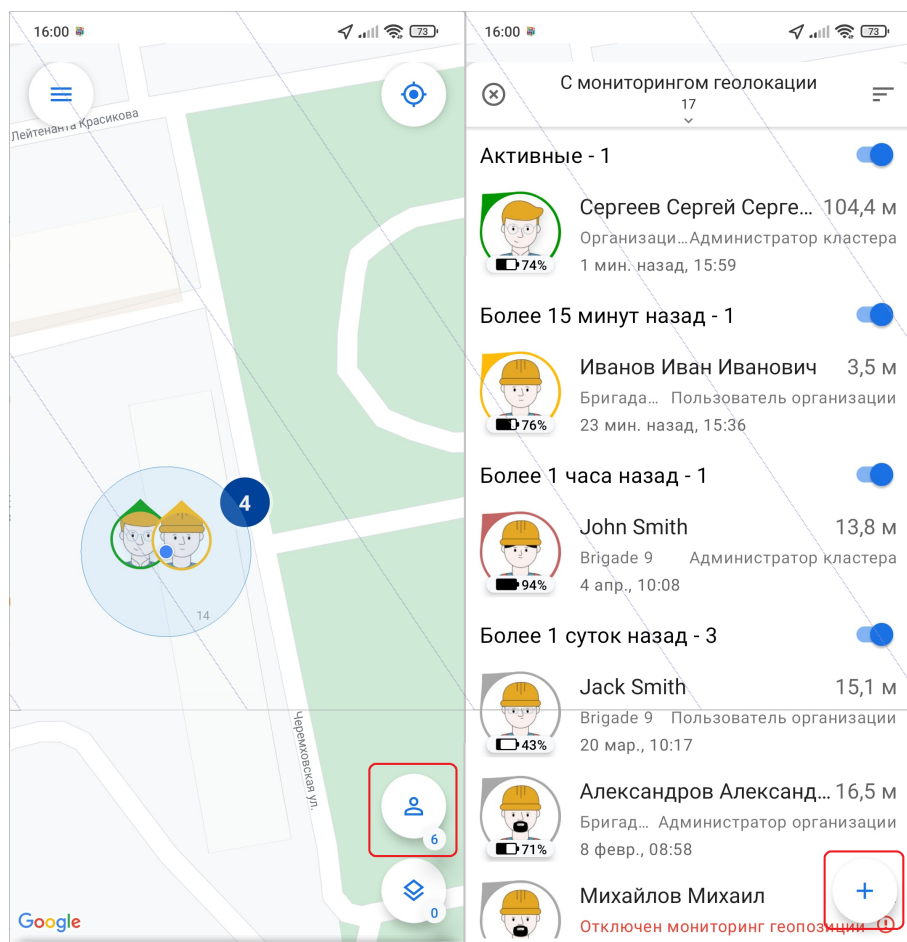 16:00
73
Лейтенанта Красикова
4
14
Черемховская ул.
6
0
Google
16:00
73
С мониторингом геолокации
17
Активные - 1
Сергеев Сергей Серге... 104,4 м
Организаци...Администратор кластера
74%
1 мин. назад, 15:59
Более 15 минут назад - 1
Иванов Иван Иванович 3,5 м
Бригада... Пользователь организации
76%
23 мин. назад, 15:36
Более 1 часа назад - 1
John Smith 13,8 м
Brigade 9 Администратор кластера
94%
4 апр., 10:08
Более 1 суток назад - 3
Jack Smith 15,1 м
Brigade 9 Пользователь организации
43%
20 мар., 10:17
Александров Александ... 16,5 м
Бригад... Администратор организации
71%
8 февр., 08:58
Михайлов Михаил
Отключен мониторинг геопозиции